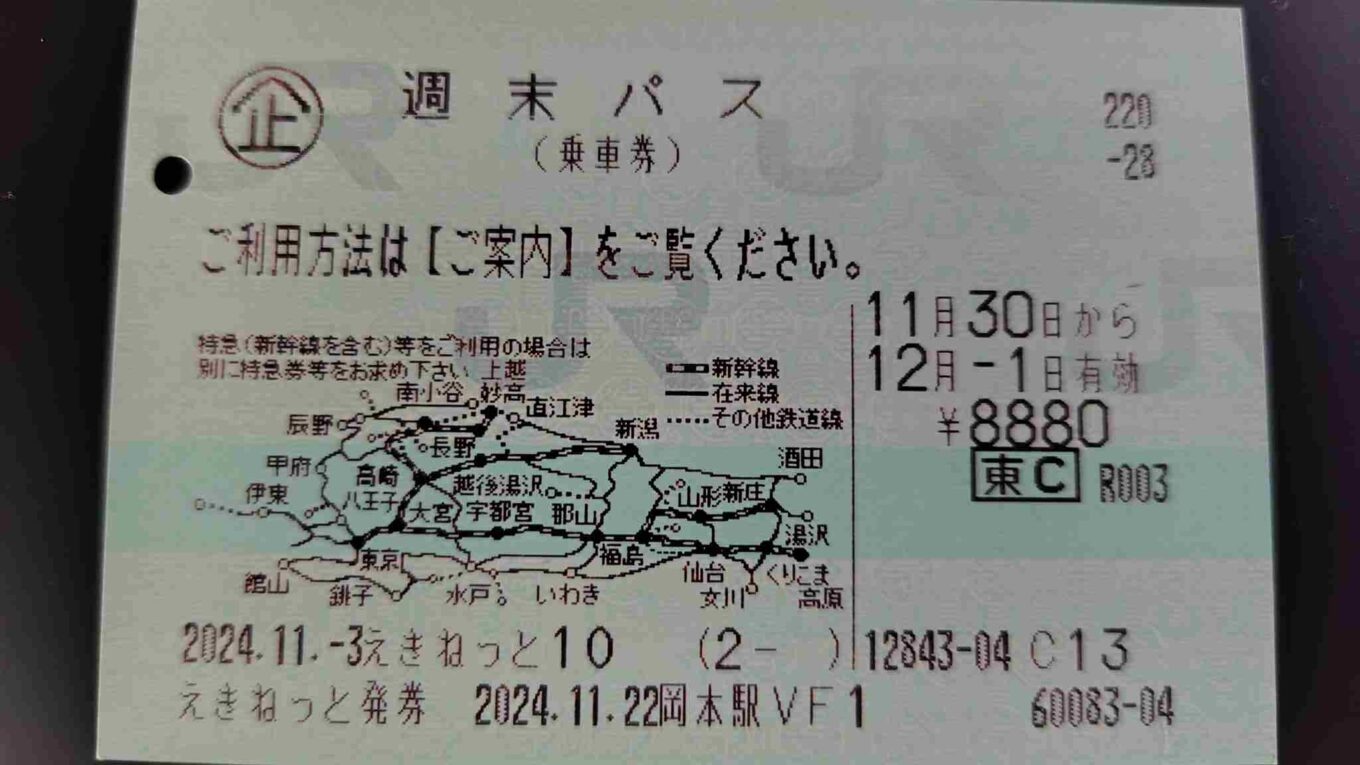 企 週末パス
(乗車券)
220
-28
ご利用方法は【ご案内】をご覧ください。
特急(新幹線を含む)等をご利用の場合は
別に特急券等をお求め下さい
11月30日から
12月-1日有効
¥8880
東C R003
新幹線
在来線
その他鉄道線
上越
南小谷 妙高
直江津
辰野
長野
新潟
甲府
高崎
越後湯沢
酒田
伊東
八王子
大宮
宇都宮
郡山
山形
新庄
東京
福島
湯沢
館山
銚子
水戸
いわき
仙台
女川
くりこま
高原
2024.11.-3えきねっと10 (2- ) 12843-04 C13
えきねっと発券 2024.11.22岡本駅VF1 60083-04
JR
JR
JR